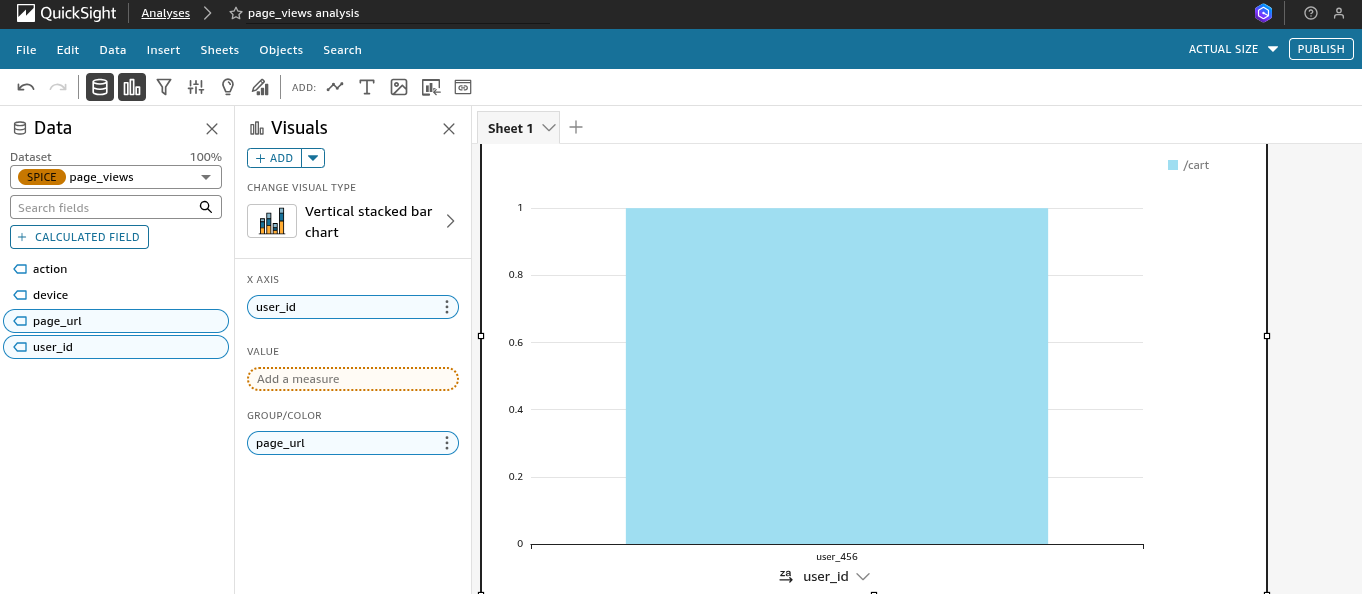 QuickSight
Analyses
page_views analysis
File Edit Data Insert Sheets Objects Search
ACTUAL SIZE
PUBLISH
ADD:
Data
Dataset 100%
SPICE page_views
Search fields
CALCULATED FIELD
action
device
page_url
user_id
Visuals
ADD
CHANGE VISUAL TYPE
Vertical stacked bar
chart
X AXIS
user_id
VALUE
Add a measure
GROUP/COLOR
page_url
Sheet 1
/cart
1
0.8
0.6
0.4
0.2
0
user_456
za
user_id